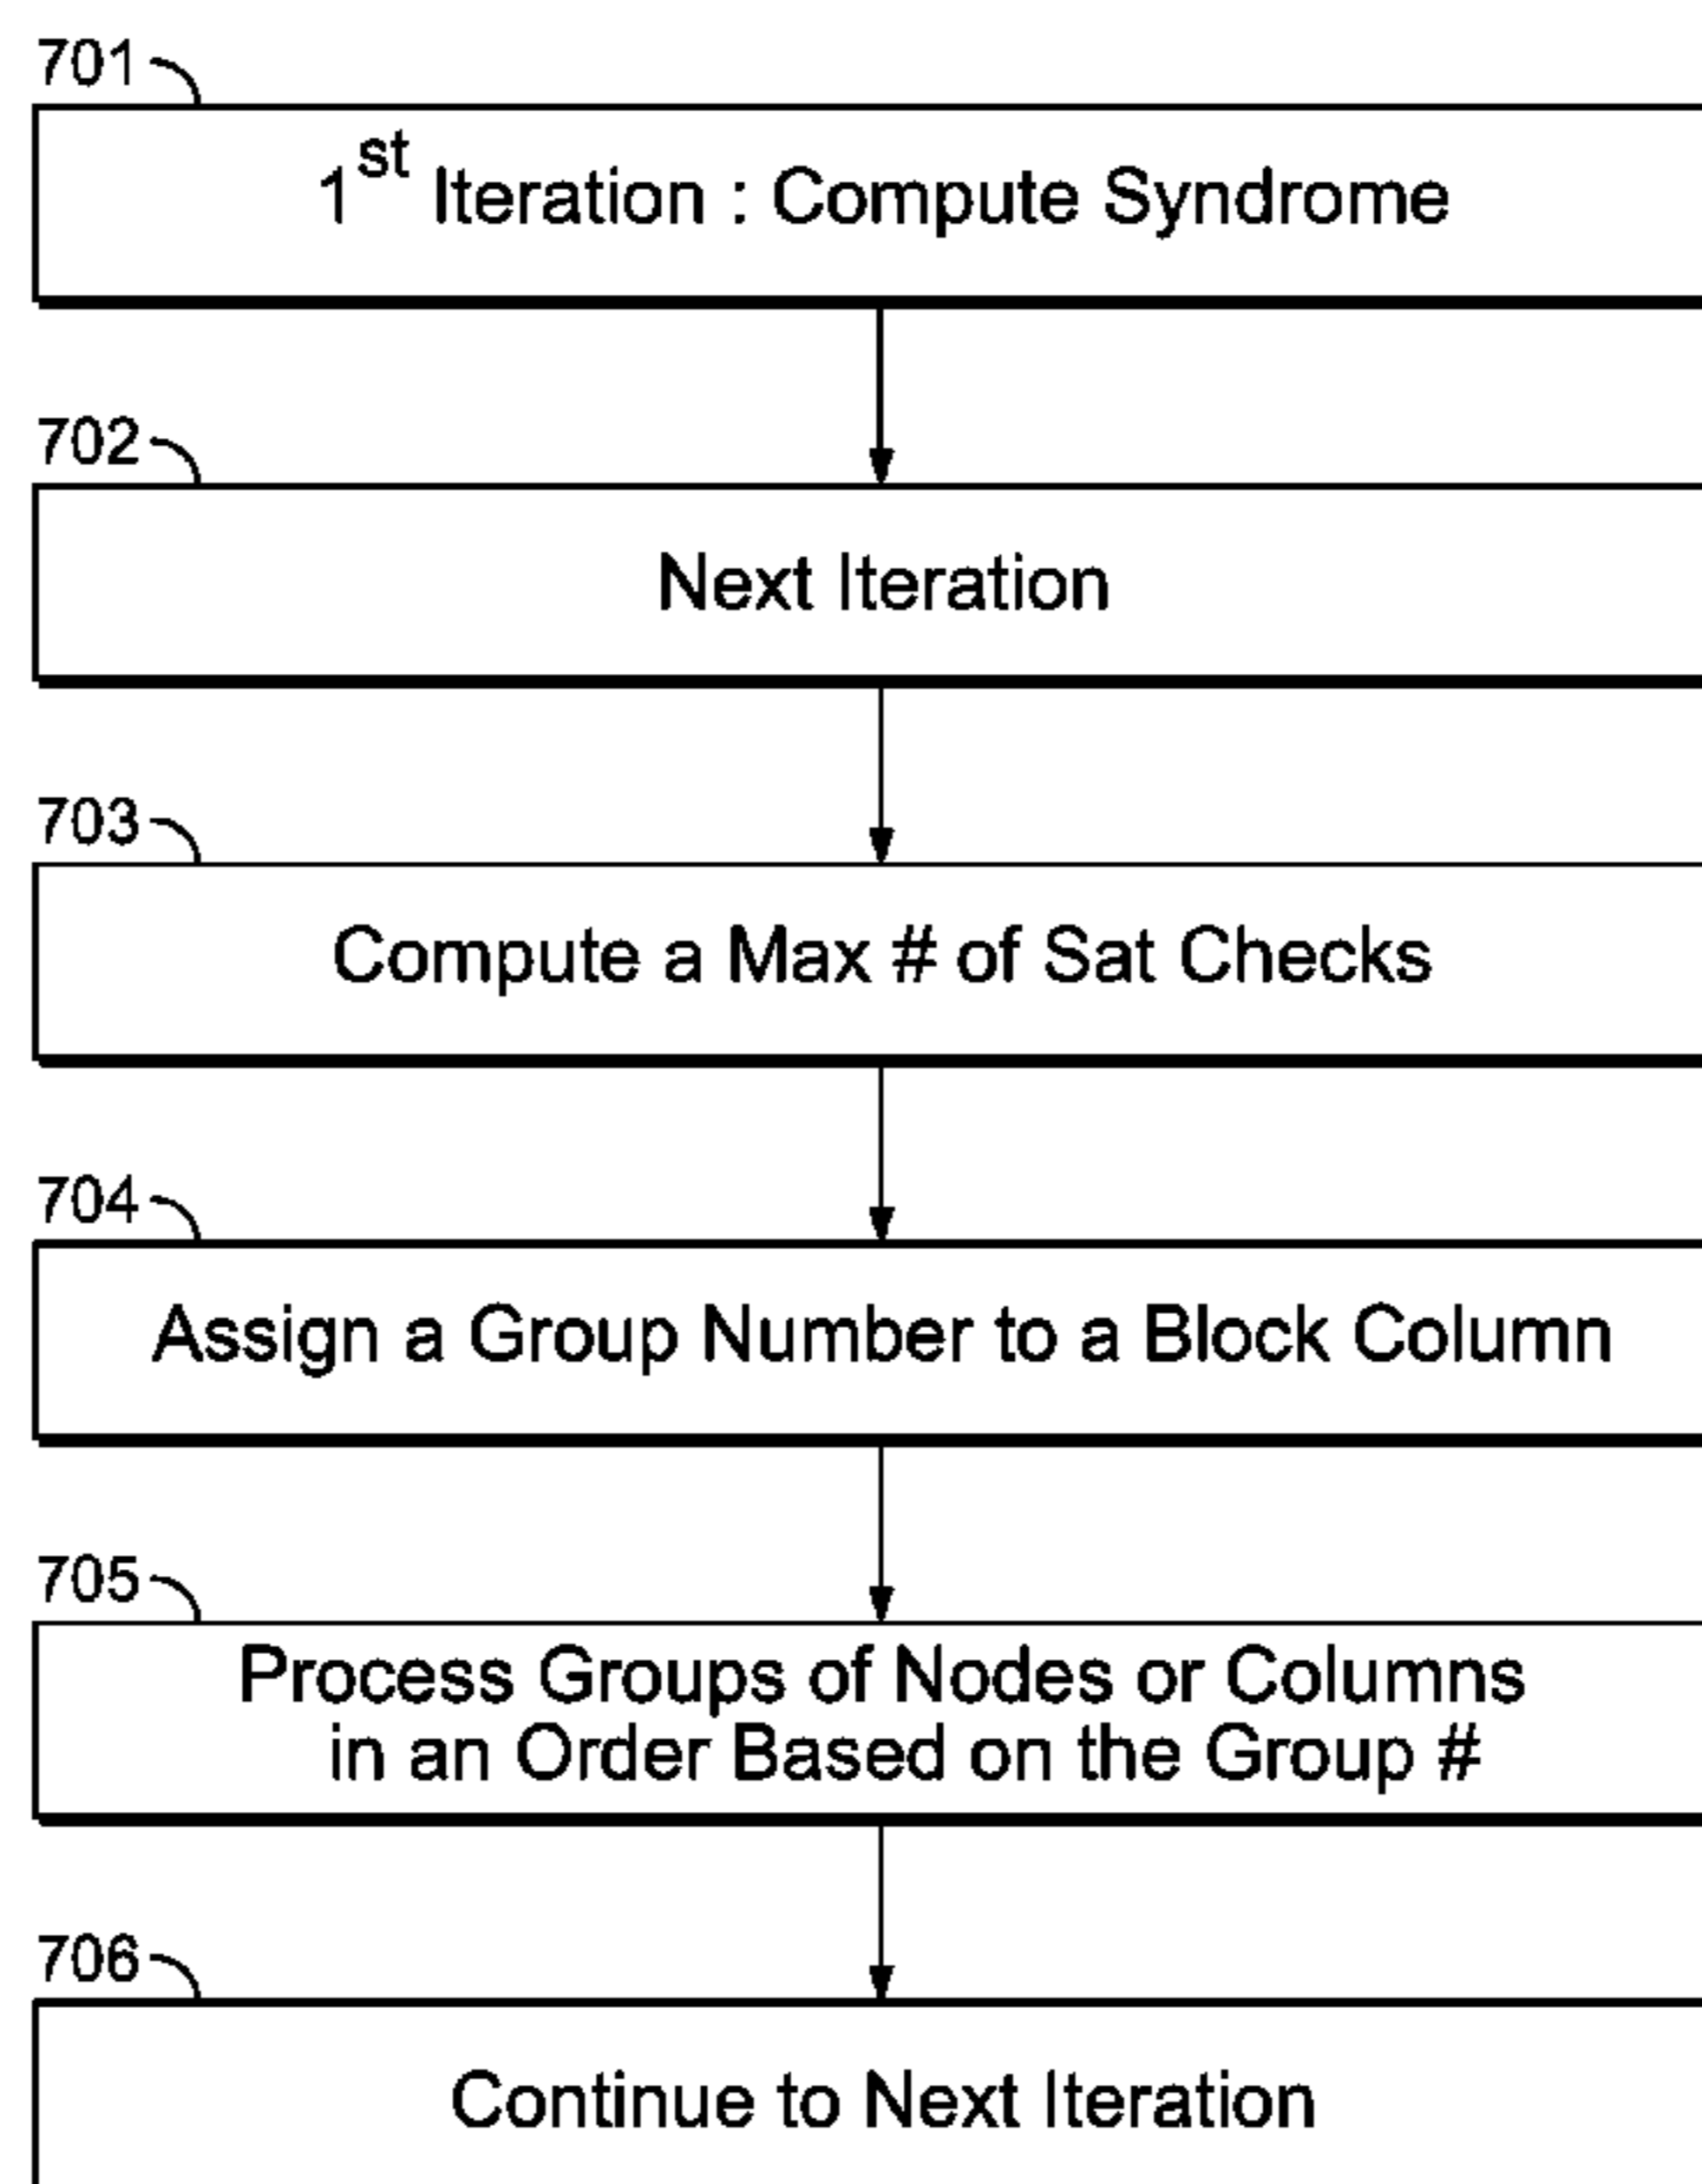 701
1st Iteration : Compute Syndrome
702
Next Iteration
703
Compute a Max # of Sat Checks
704
Assign a Group Number to a Block Column
705
Process Groups of Nodes or Columns
in an Order Based on the Group #
706
Continue to Next Iteration